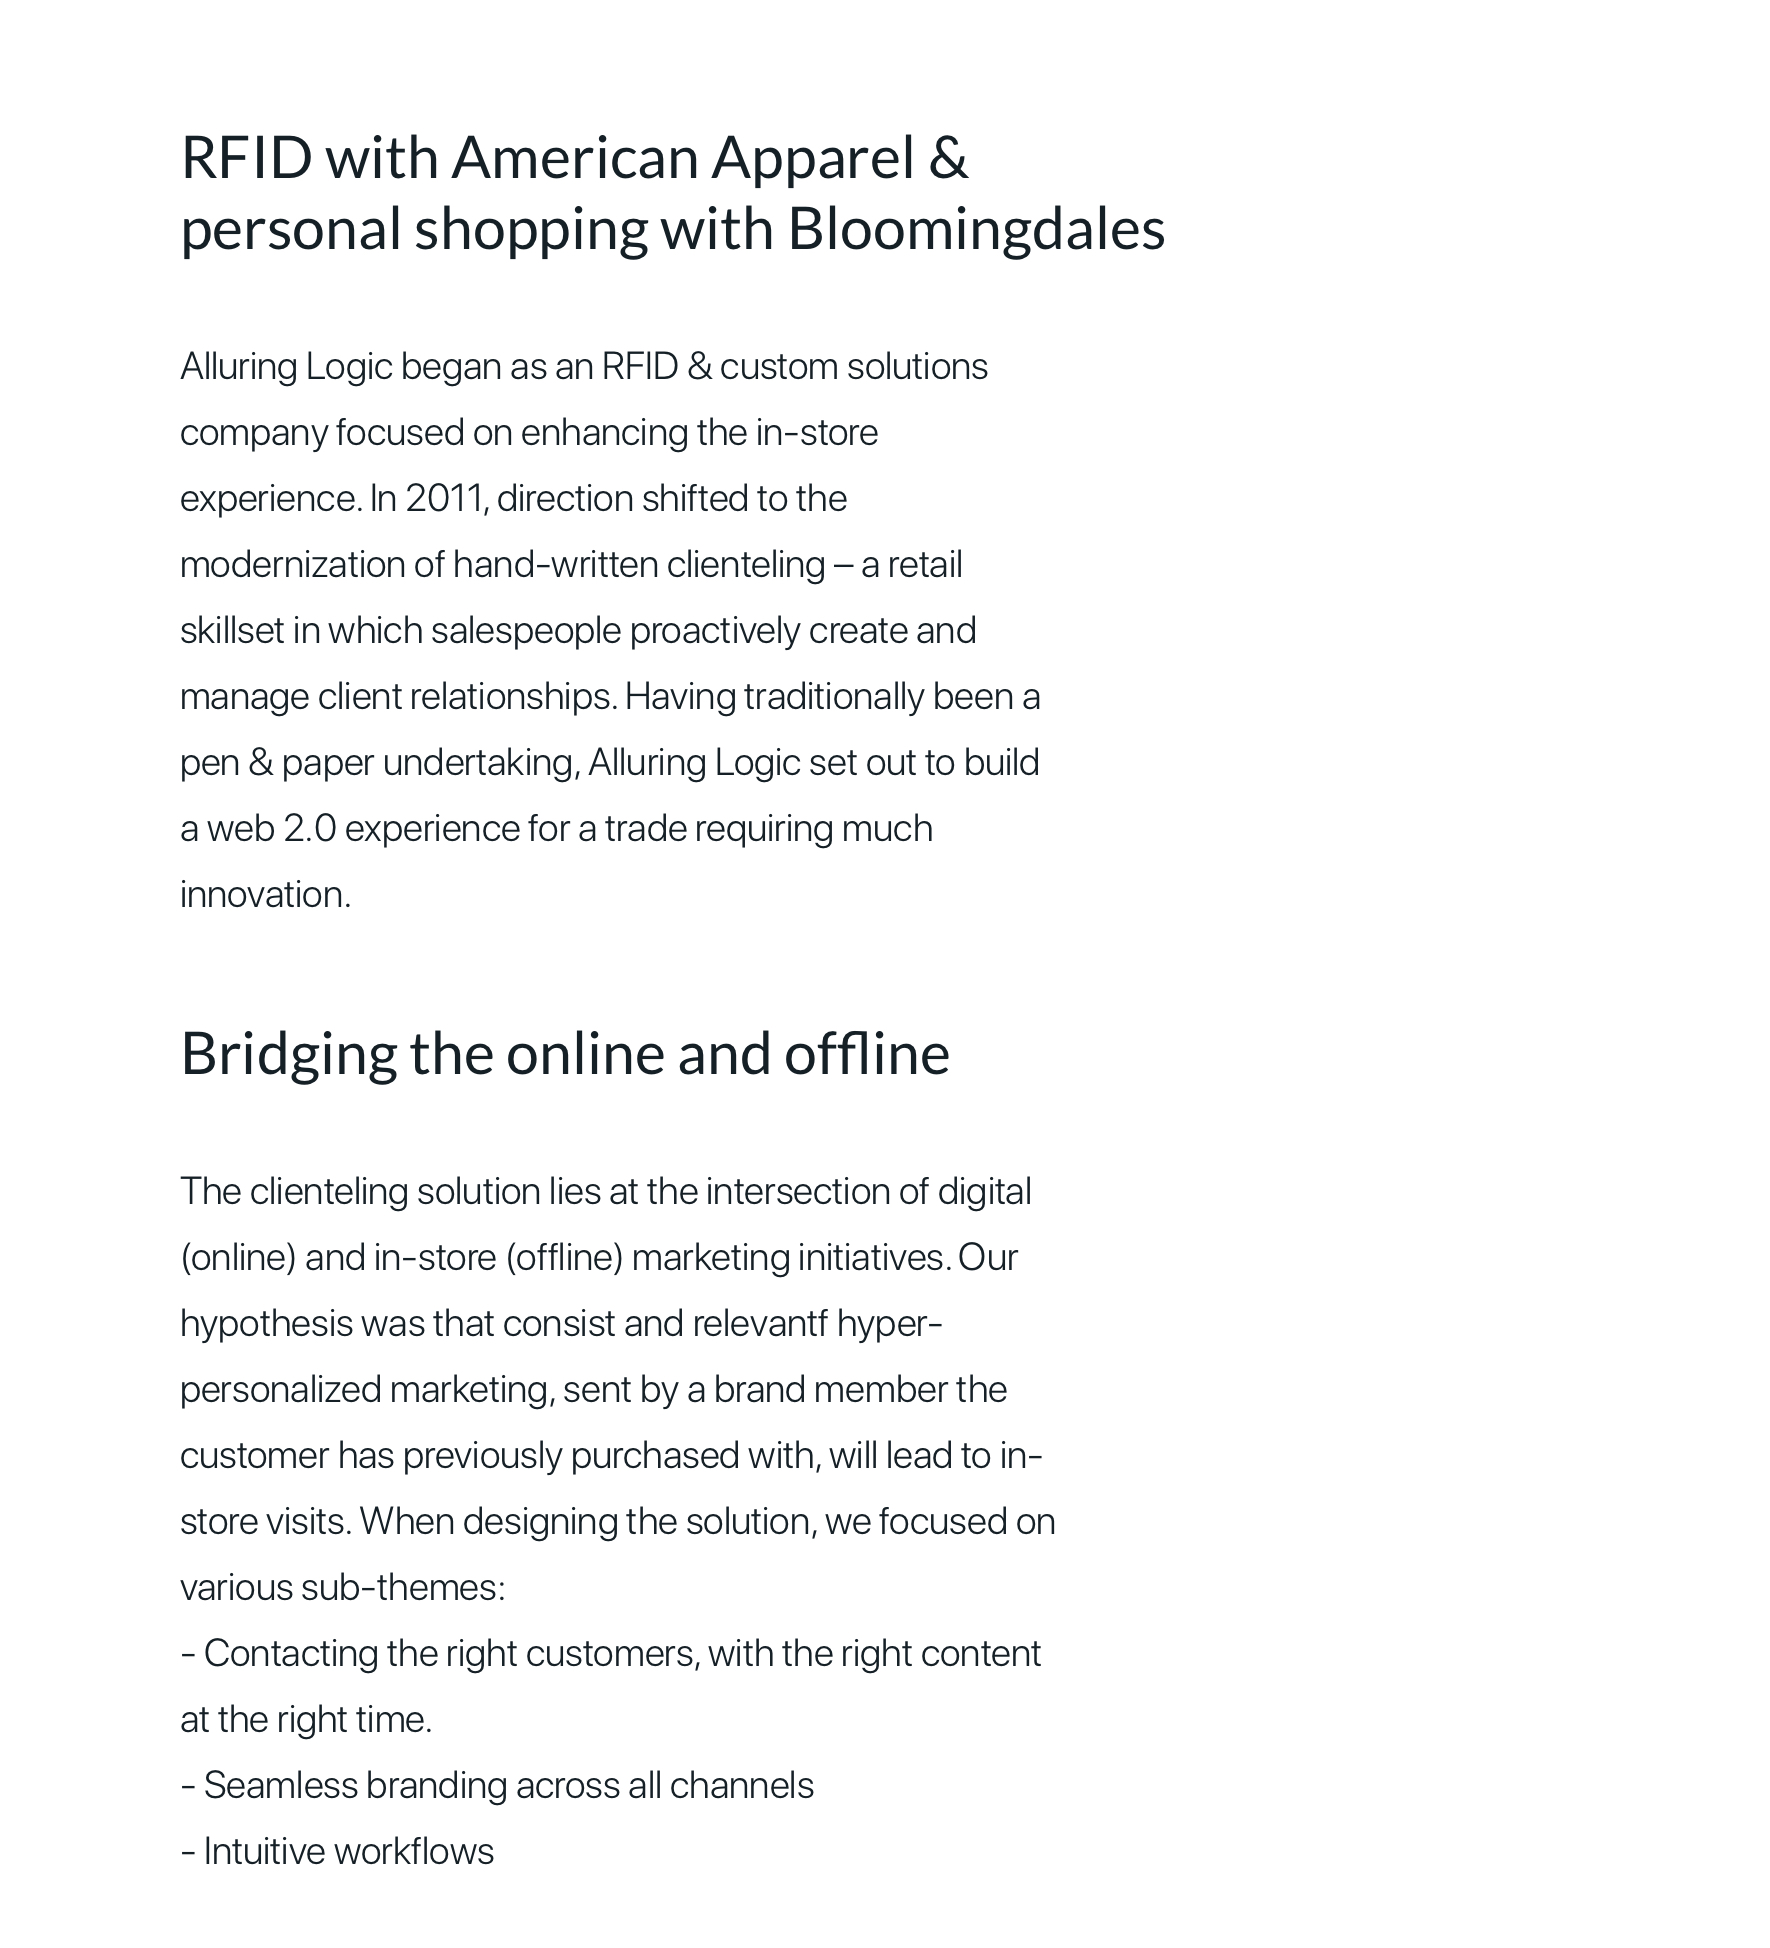 RFID with American Apparel &
personal shopping with Bloomingdales
Alluring Logic began as an RFID & custom solutions
company focused on enhancing the in-store
experience. In 2011, direction shifted to the
modernization of hand-written clienteling – a retail
skillset in which salespeople proactively create and
manage client relationships. Having traditionally been a
pen & paper undertaking, Alluring Logic set out to build
a web 2.0 experience for a trade requiring much
innovation.
Bridging the online and offline
The clienteling solution lies at the intersection of digital
(online) and in-store (offline) marketing initiatives. Our
hypothesis was that consist and relevantf hyper-
personalized marketing, sent by a brand member the
customer has previously purchased with, will lead to in-
store visits. When designing the solution, we focused on
various sub-themes:
- Contacting the right customers, with the right content
at the right time.
- Seamless branding across all channels
- Intuitive workflows